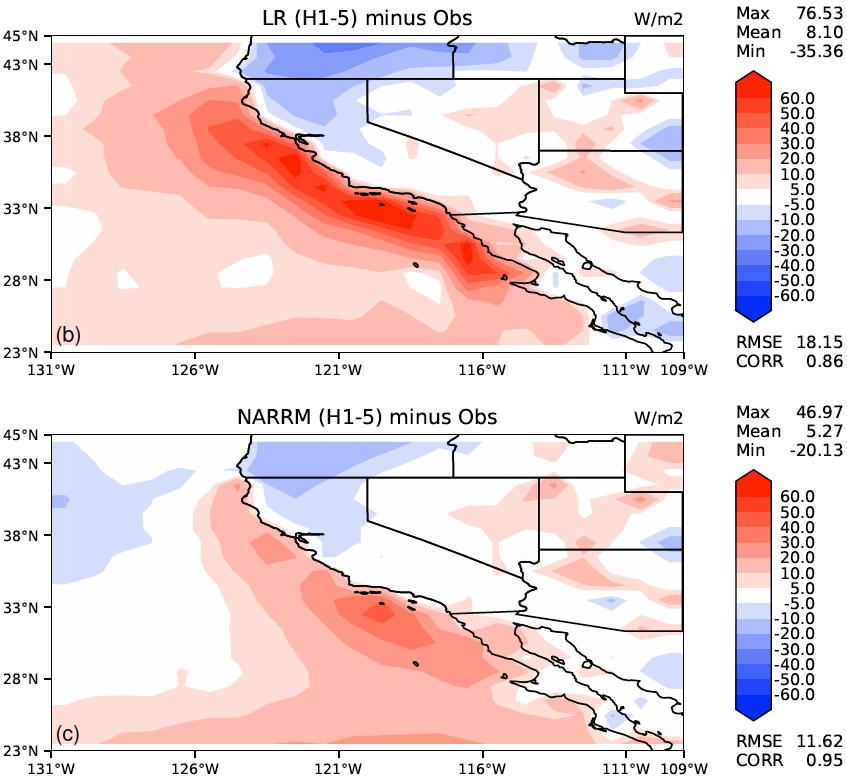 LR (H1-5) minus Obs W/m2
Max 76.53
Mean 8.10
Min -35.36
45°N
43°N
38°N
33°N
28°N
23°N
(b)
131°W 126°W 121°W 116°W 111°W 109°W
60.0
50.0
40.0
30.0
20.0
10.0
5.0
-5.0
-10.0
-20.0
-30.0
-40.0
-50.0
-60.0
RMSE 18.15
CORR 0.86
NARRM (H1-5) minus Obs W/m2
Max 46.97
Mean 5.27
Min -20.13
45°N
43°N
38°N
33°N
28°N
23°N
(c)
131°W 126°W 121°W 116°W 111°W 109°W
60.0
50.0
40.0
30.0
20.0
10.0
5.0
-5.0
-10.0
-20.0
-30.0
-40.0
-50.0
-60.0
RMSE 11.62
CORR 0.95